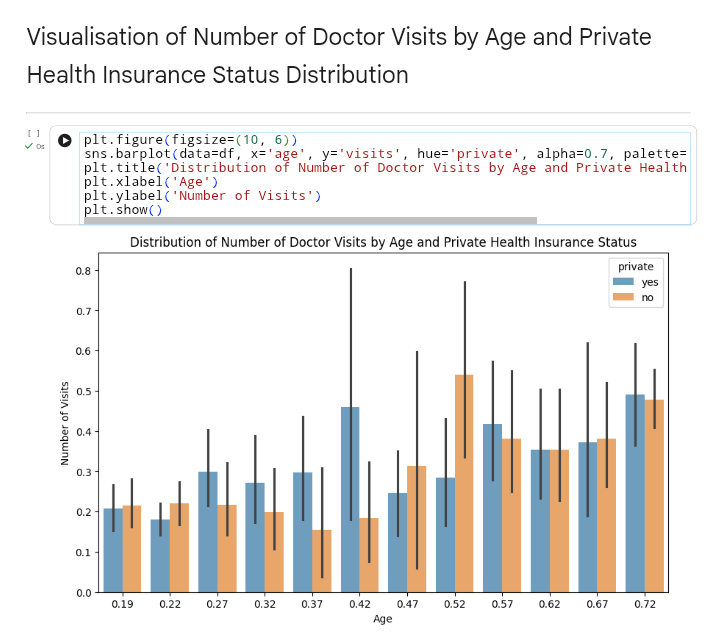 Visualisation of Number of Doctor Visits by Age and Private
Health Insurance Status Distribution
[ ]
0s
plt.figure(figsize=(10, 6))
sns.barplot(data=df, x='age', y='visits', hue='private', alpha=0.7, palette=
plt.title('Distribution of Number of Doctor Visits by Age and Private Health
plt.xlabel('Age')
plt.ylabel('Number of Visits')
plt.show()
Distribution of Number of Doctor Visits by Age and Private Health Insurance Status
private
yes
no
Number of Visits
0.8
0.7
0.6
0.5
0.4
0.3
0.2
0.1
0.0
0.19 0.22 0.27 0.32 0.37 0.42 0.47 0.52 0.57 0.62 0.67 0.72
Age